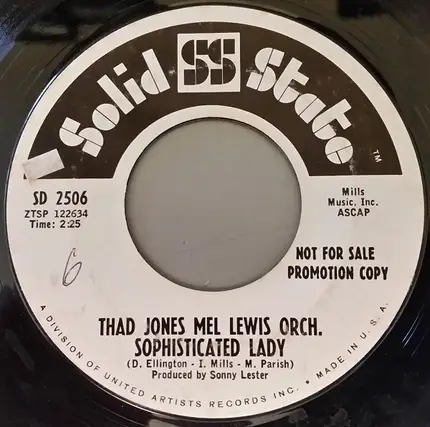 Solid SS State
TM
SD 2506
ZTSP 122634
Time: 2:25
Mills
Music, Inc.
ASCAP
6
NOT FOR SALE
PROMOTION COPY
THAD JONES MEL LEWIS ORCH.
SOPHISTICATED LADY
(D. Ellington - I. Mills - M. Parish)
Produced by Sonny Lester
A DIVISION OF UNITED ARTISTS RECORDS INC. • MADE IN U.S.A.